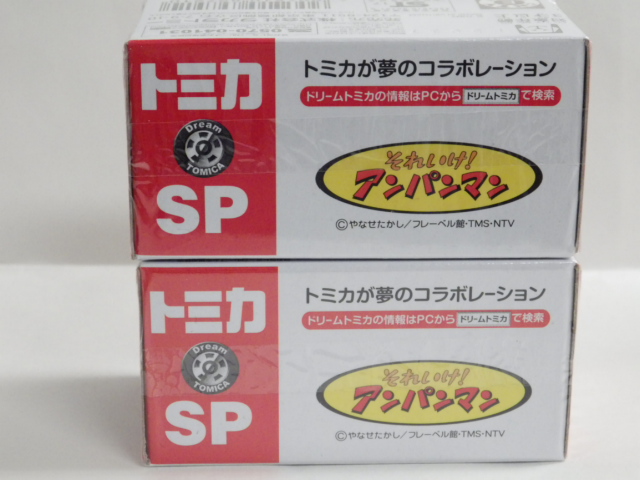 トミカ
Dream
TOMICA
SP
トミカが夢のコラボレーション
ドリームトミカの情報はPCから ドリームトミカ で検索
それいけ!
アンパンマン
©やなせたかし/フレーベル館・TMS・NTV
トミカ
Dream
TOMICA
SP
トミカが夢のコラボレーション
ドリームトミカの情報はPCから ドリームトミカ で検索
それいけ!
アンパンマン
©やなせたかし/フレーベル館・TMS・NTV